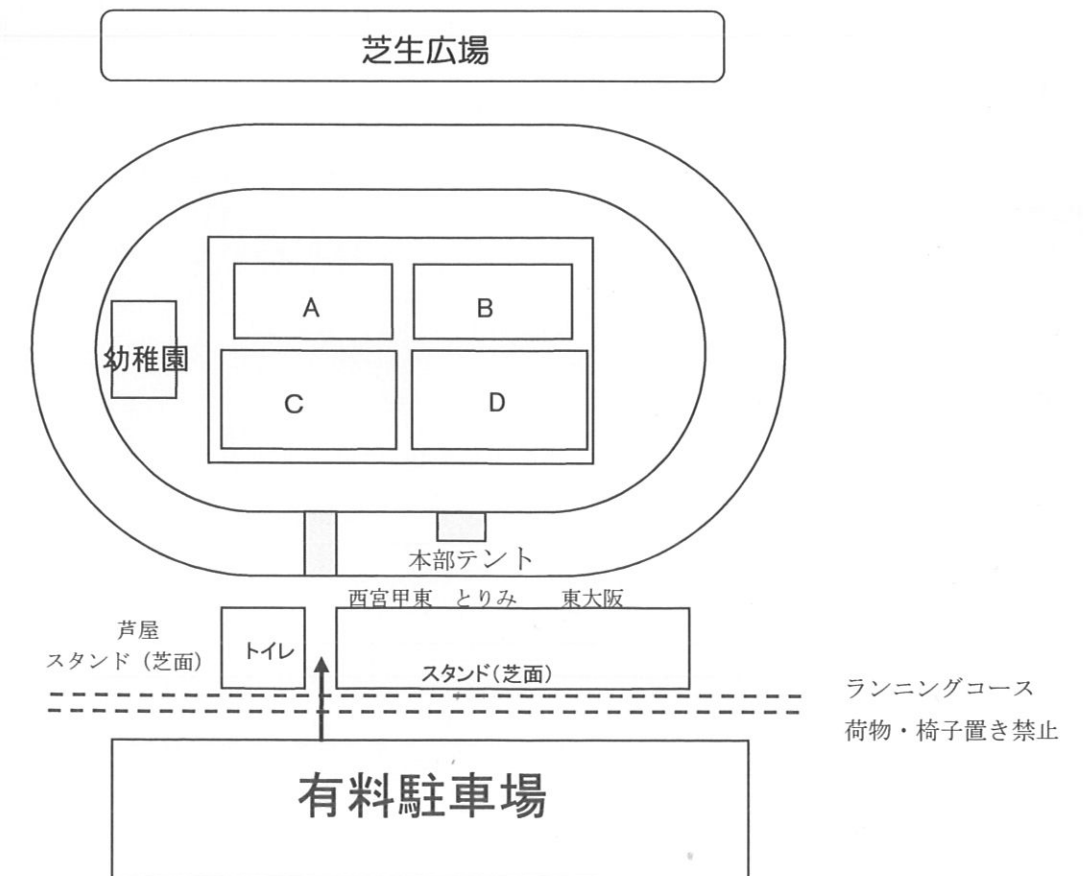 芝生広場
A
B
幼稚園
C
D
本部テント
西宮甲東 とりみ 東大阪
芦屋
スタンド（芝面）
トイレ
スタンド（芝面）
ランニングコース
荷物・椅子置き禁止
有料駐車場